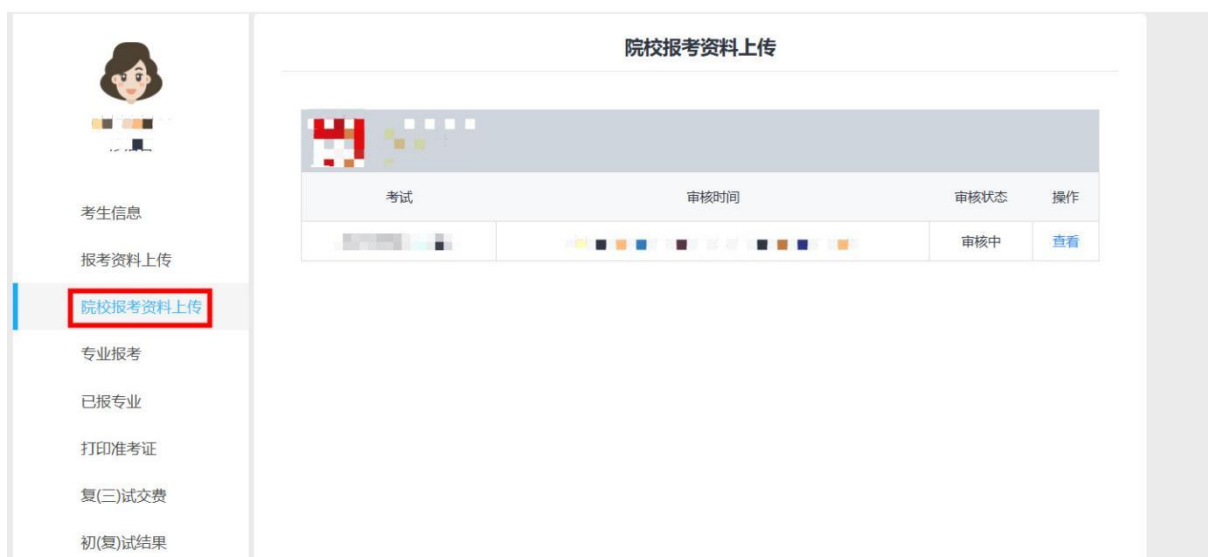 院校报考资料上传
考试 审核时间 审核状态 操作
审核中 查看
考生信息
报考资料上传
院校报考资料上传
专业报考
已报专业
打印准考证
复(三)试交费
初(复)试结果